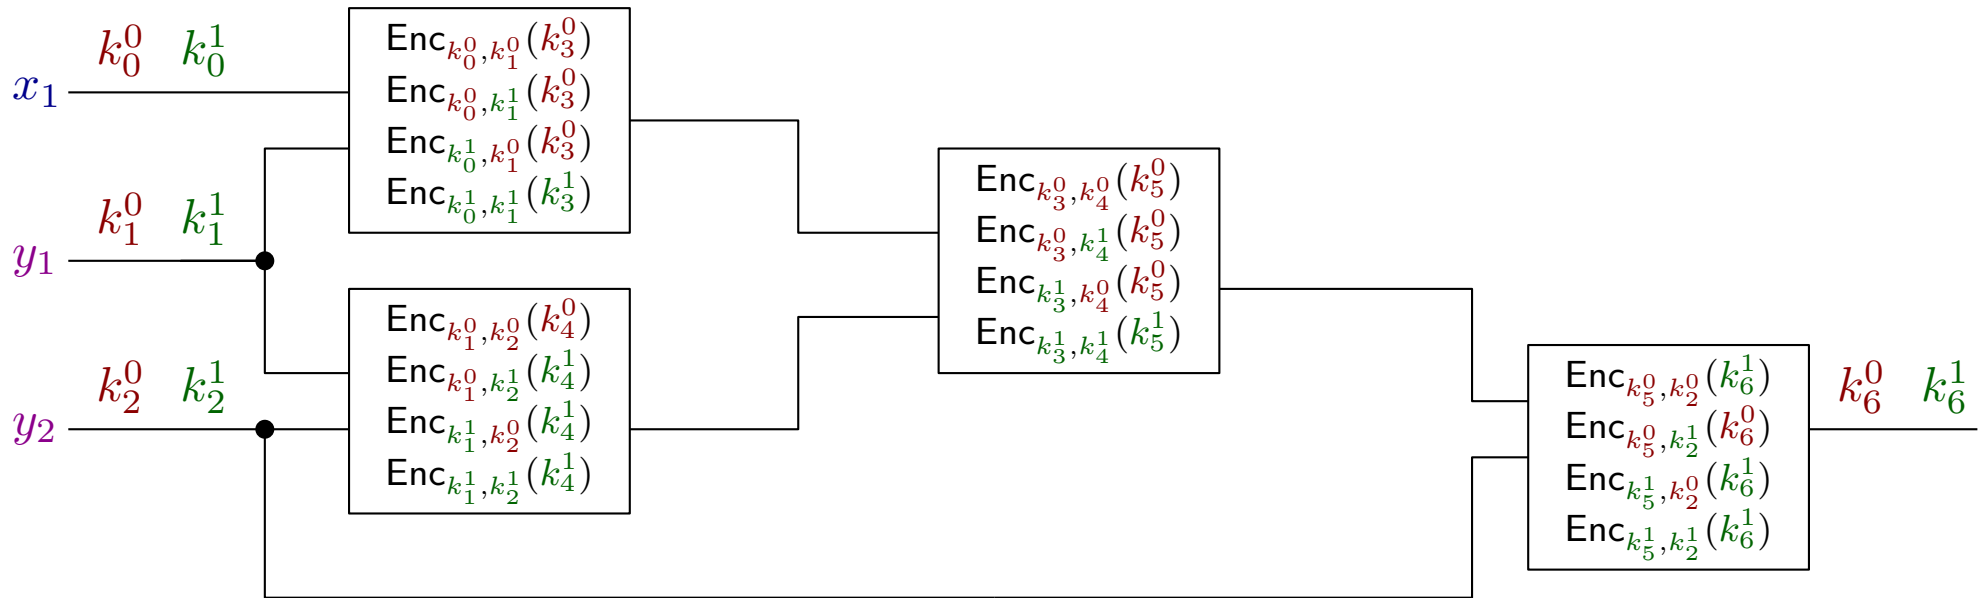 x_1 k_0^0 k_0^1
y_1 k_1^0 k_1^1
y_2 k_2^0 k_2^1
Enc_{k_0^0,k_1^0}(k_3^0)
Enc_{k_0^0,k_1^1}(k_3^0)
Enc_{k_0^1,k_1^0}(k_3^0)
Enc_{k_0^1,k_1^1}(k_3^1)
Enc_{k_1^0,k_2^0}(k_4^0)
Enc_{k_1^0,k_2^1}(k_4^1)
Enc_{k_1^1,k_2^0}(k_4^1)
Enc_{k_1^1,k_2^1}(k_4^1)
Enc_{k_3^0,k_4^0}(k_5^0)
Enc_{k_3^0,k_4^1}(k_5^0)
Enc_{k_3^1,k_4^0}(k_5^0)
Enc_{k_3^1,k_4^1}(k_5^1)
Enc_{k_5^0,k_2^0}(k_6^1)
Enc_{k_5^0,k_2^1}(k_6^0)
Enc_{k_5^1,k_2^0}(k_6^1)
Enc_{k_5^1,k_2^1}(k_6^1)
k_6^0 k_6^1